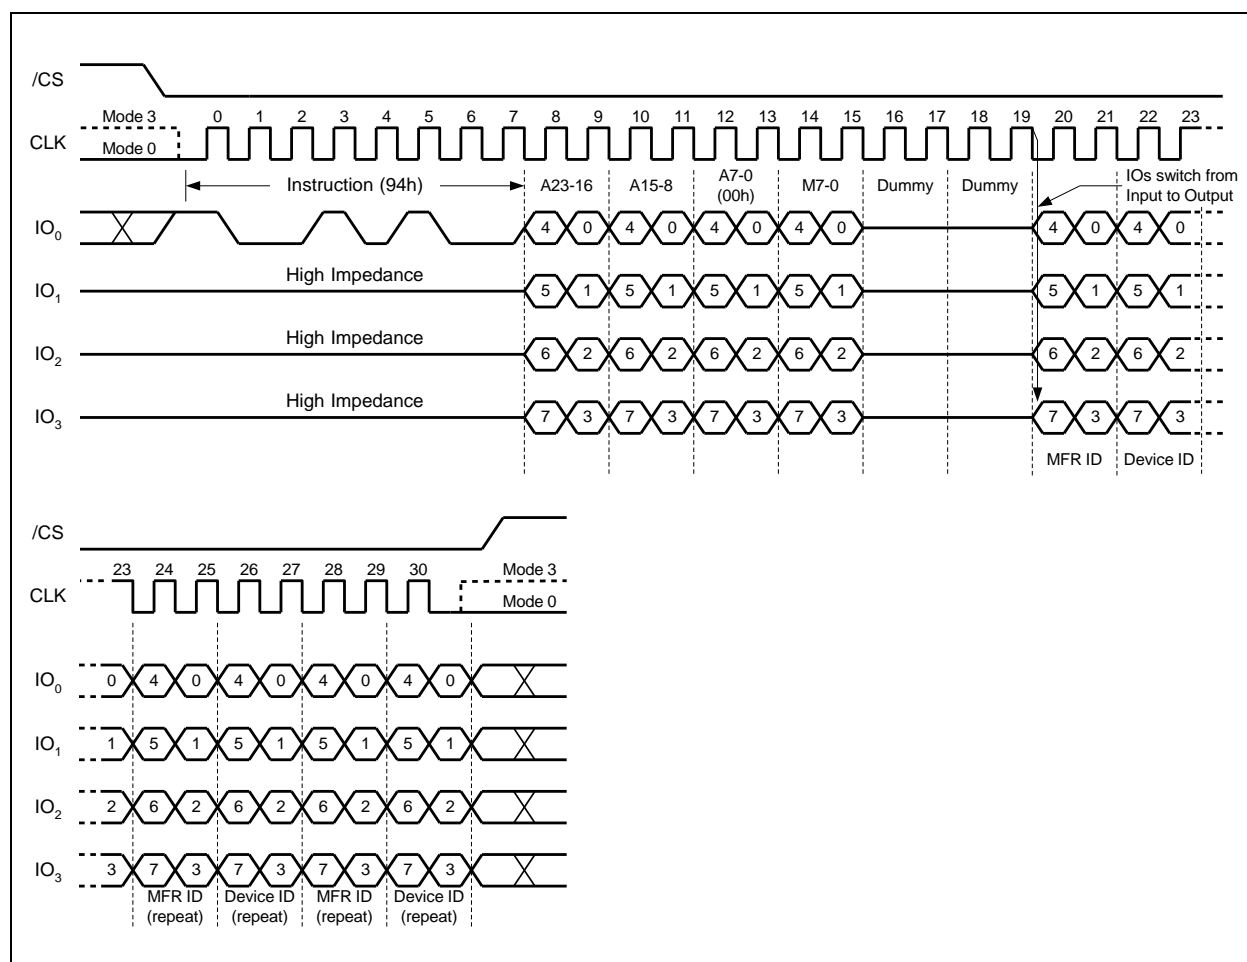 /CS
Mode 3 0 1 2 3 4 5 6 7 8 9 10 11 12 13 14 15 16 17 18 19 20 21 22 23
CLK
Mode 0
Instruction (94h) A23-16 A15-8 A7-0 (00h) M7-0 Dummy Dummy
IOs switch from
Input to Output
IO0 4 0 4 0 4 0 4 0 4 0 4 0
High Impedance
IO1 5 1 5 1 5 1 5 1 5 1 5 1
High Impedance
IO2 6 2 6 2 6 2 6 2 6 2 6 2
High Impedance
IO3 7 3 7 3 7 3 7 3 7 3 7 3
MFR ID Device ID
/CS
23 24 25 26 27 28 29 30 Mode 3
CLK
Mode 0
IO0 0 4 0 4 0 4 0 4 0
IO1 1 5 1 5 1 5 1 5 1
IO2 2 6 2 6 2 6 2 6 2
IO3 3 7 3 7 3 7 3 7 3
MFR ID Device ID MFR ID Device ID
(repeat) (repeat) (repeat) (repeat)